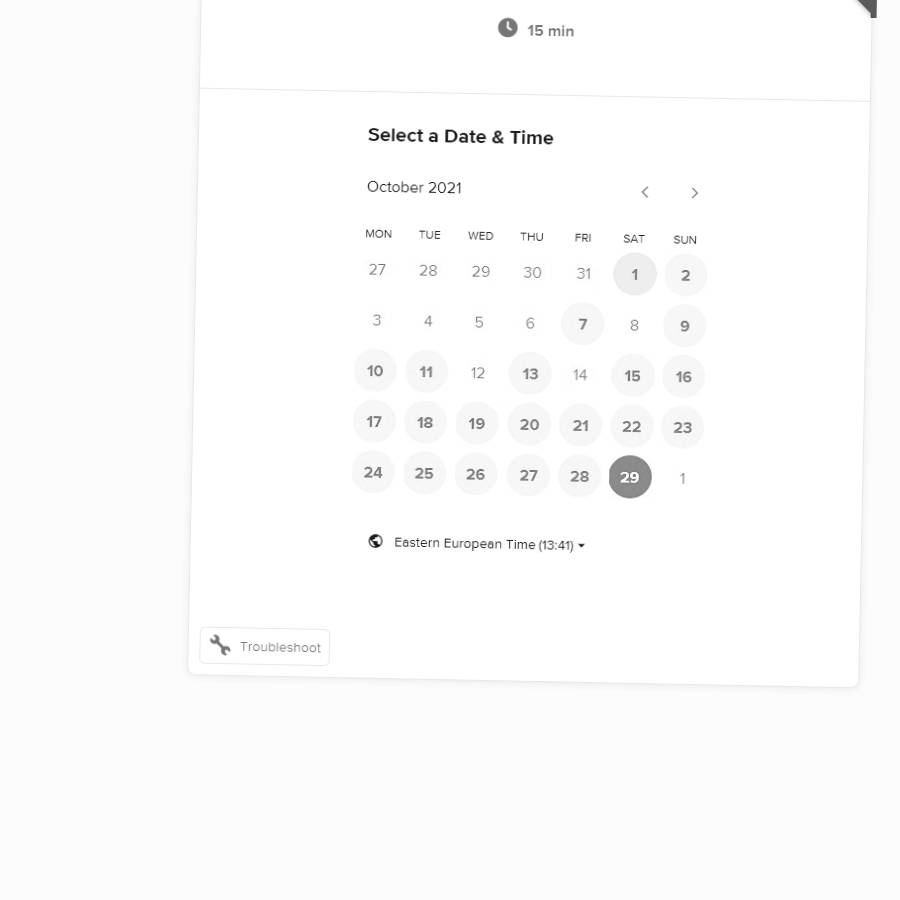 15 min
Select a Date & Time
October 2021
MON TUE WED THU FRI SAT SUN
27 28 29 30 31 1 2
3 4 5 6 7 8 9
10 11 12 13 14 15 16
17 18 19 20 21 22 23
24 25 26 27 28 29 1
Eastern European Time (13:41)
Troubleshoot